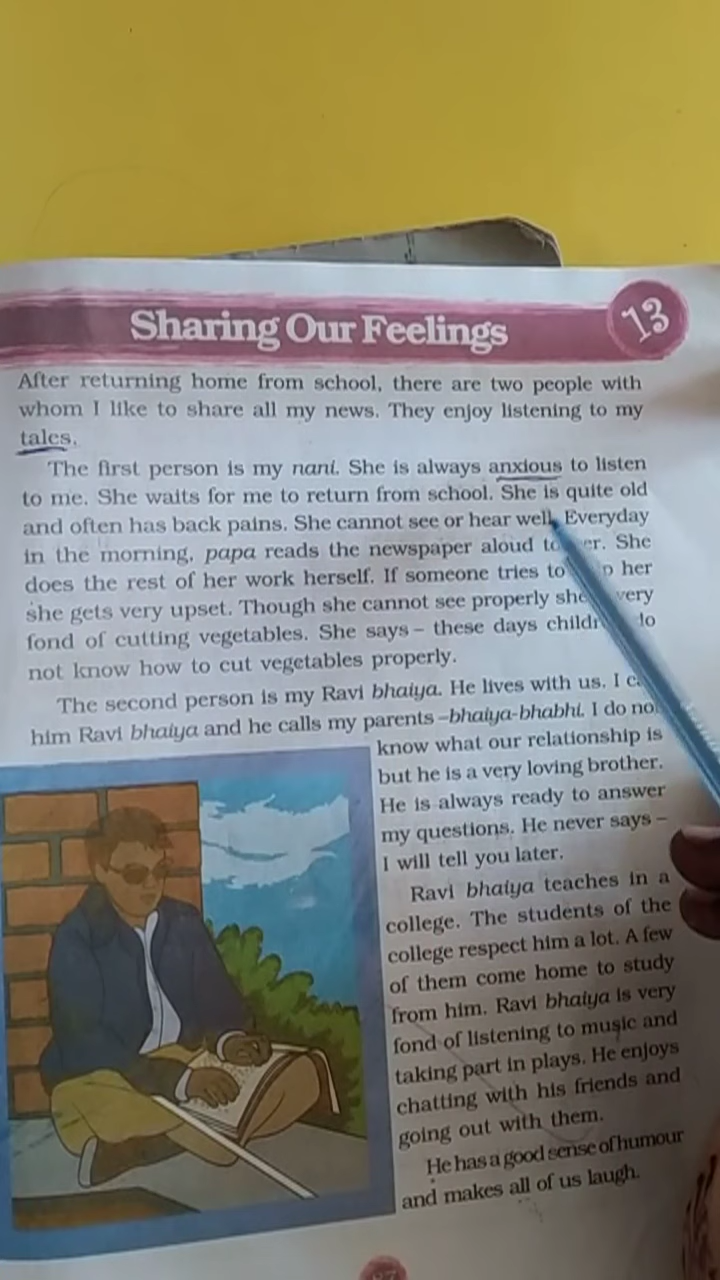 Sharing Our Feelings
13
After returning home from school, there are two people with
whom I like to share all my news. They enjoy listening to my
tales.
The first person is my nani. She is always anxious to listen
to me. She waits for me to return from school. She is quite old
and often has back pains. She cannot see or hear well. Everyday
in the morning, papa reads the newspaper aloud er. She
does the rest of her work herself. If someone tries to p her
she gets very upset. Though she cannot see properly she very
fond of cutting vegetables. She says – these days do
not know how to cut vegetables properly.
The second person is my Ravi bhaiya. He lives with us. I
him Ravi bhaiya and he calls my parents –bhaiya-bhabhi. I do
know what our relationship is
but he is a very loving brother.
He is always ready to answer
my questions. He never says –
I will tell you later.
Ravi bhaiya teaches in a
college. The students of the
college respect him a lot. A few
of them come home to study
from him. Ravi bhaiya is very
fond of listening to music and
taking part in plays. He enjoys
chatting with his friends and
going out with them.
He has a good sense of humour
and makes all of us laugh.